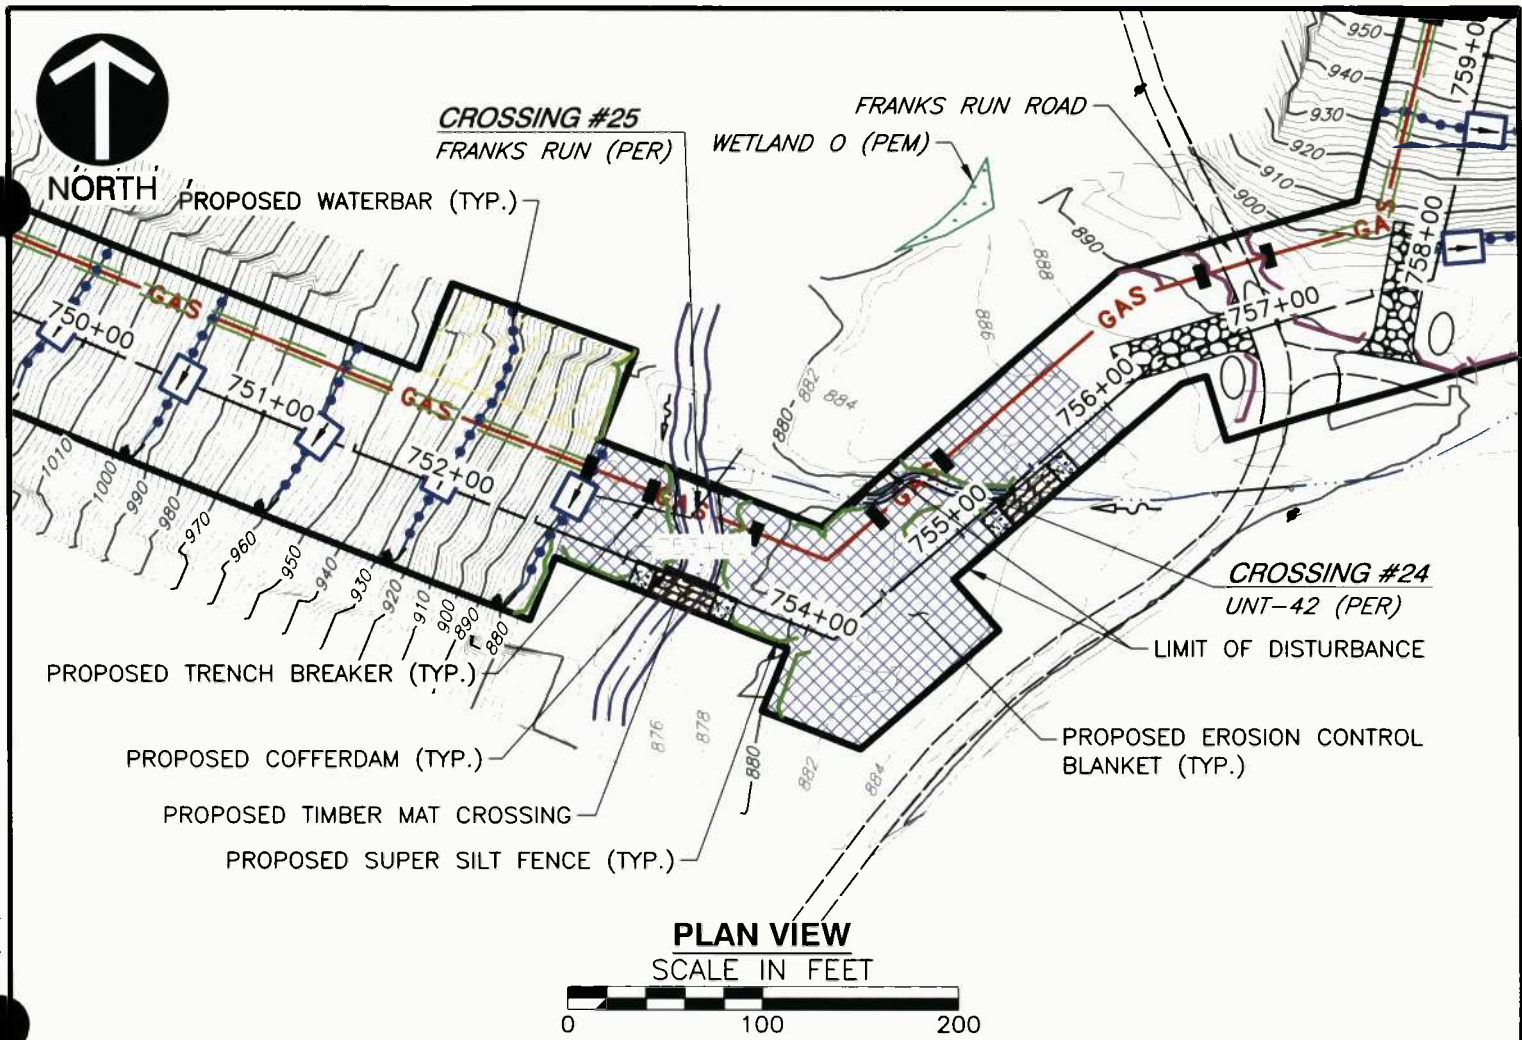 NORTH
CROSSING #25
FRANKS RUN (PER)
PROPOSED WATERBAR (TYP.)
WETLAND O (PEM)
FRANKS RUN ROAD
950
940
930
920
910
900
890
888
886
884
882
880
759+0
758+00
757+00
756+00
755+00
754+00
752+00
751+00
750+00
GAS
GAS
GAS
GAS
GAS
GAS
1010
1000
990
980
970
960
950
940
930
920
910
900
890
880
CROSSING #24
UNT-42 (PER)
LIMIT OF DISTURBANCE
PROPOSED TRENCH BREAKER (TYP.)
PROPOSED COFFERDAM (TYP.)
PROPOSED TIMBER MAT CROSSING
PROPOSED SUPER SILT FENCE (TYP.)
PROPOSED EROSION CONTROL
BLANKET (TYP.)
876
878
880
882
884
PLAN VIEW
SCALE IN FEET
0 100 200